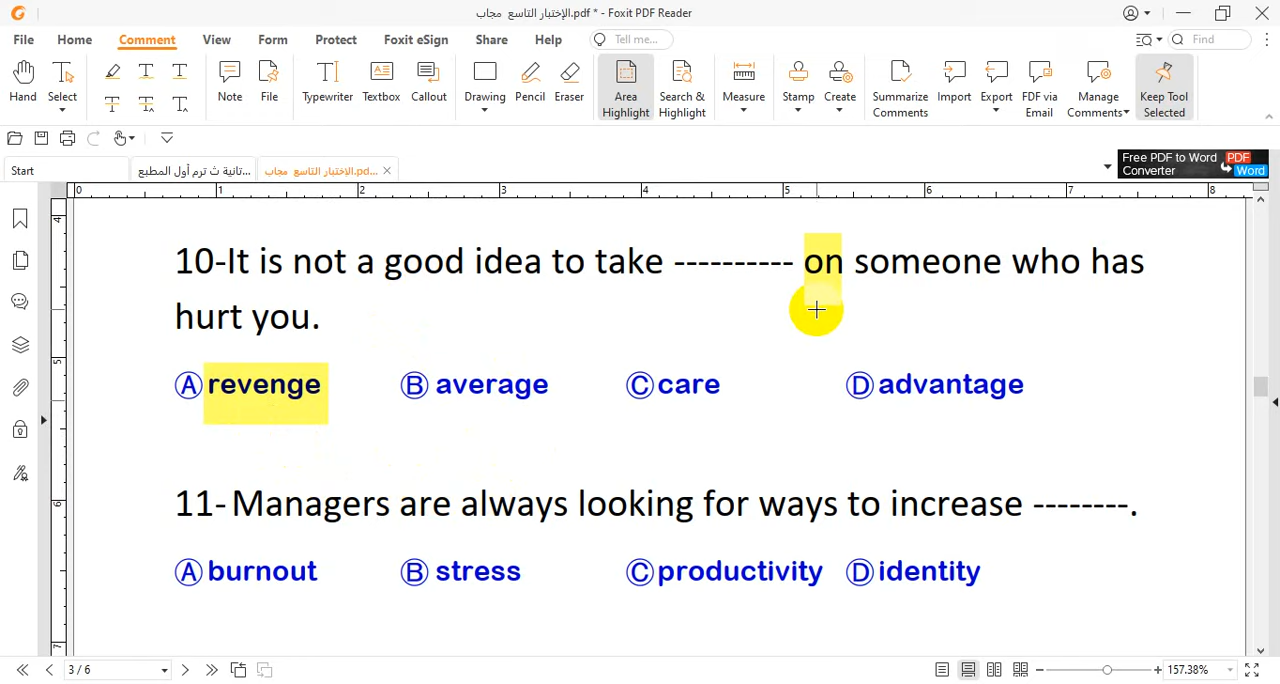 الإختبار التاسع مجاب.pdf * - Foxit PDF Reader
File Home Comment View Form Protect Foxit eSign Share Help Tell me... Find
Hand Select Note File Typewriter Textbox Callout Drawing Pencil Eraser Area Highlight Search & Highlight Measure Stamp Create Summarize Comments Import Export FDF via Email Manage Comments Keep Tool Selected
Start تانية ث ترم أول المطبع... الاختبار التاسع مجاب.pd...
Free PDF to Word Converter PDF Word
0 1 2 3 4 5 6 7 8
4
10-It is not a good idea to take ---------- on someone who has
hurt you.
5
Ⓐ revenge Ⓑ average Ⓒ care Ⓓ advantage
6
11- Managers are always looking for ways to increase --------.
Ⓐ burnout Ⓑ stress Ⓒ productivity Ⓓ identity
7
3 / 6 157.38%